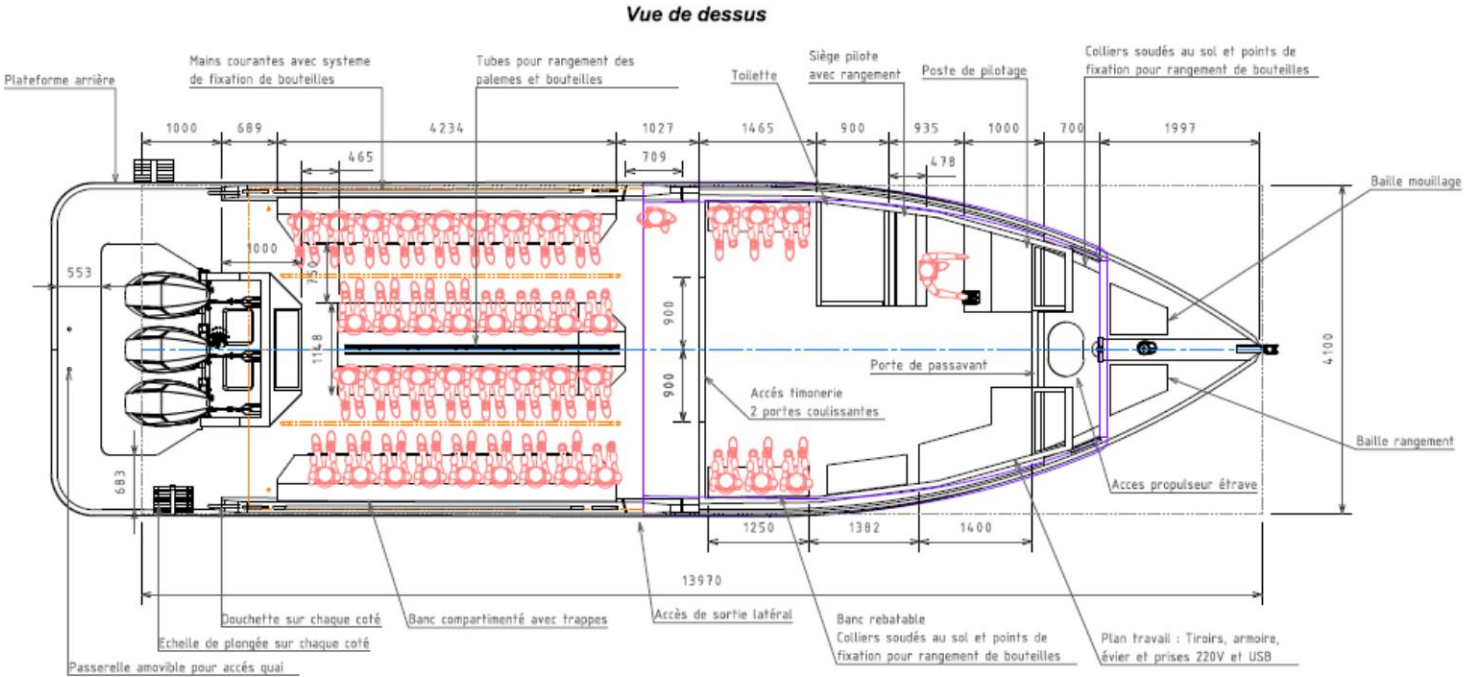 Vue de dessus
Plateforme arrière
Mains courantes avec systeme
de fixation de bouteilles
Tubes pour rangement des
palemes et bouteilles
Toilette
Siège pilote
avec rangement
Poste de pilotage
Colliers soudés au sol et points de
fixation pour rangement de bouteilles
1000
689
4234
1027
1465
900
935
1000
700
1997
465
709
478
Baille mouillage
1000
553
750
900
1148
4100
Porte de passavant
900
Accés timonerie
2 portes coulissantes
Baille rangement
683
Acces propulseur étrave
1250
1382
1400
13970
Douchette sur chaque coté
Banc compartimenté avec trappes
Accès de sortie latéral
Banc rebatable
Colliers soudés au sol et points de
fixation pour rangement de bouteilles
Plan travail : Tiroirs, armoire,
évier et prises 220V et USB
Echelle de plongée sur chaque coté
Passerelle amovible pour accés quai